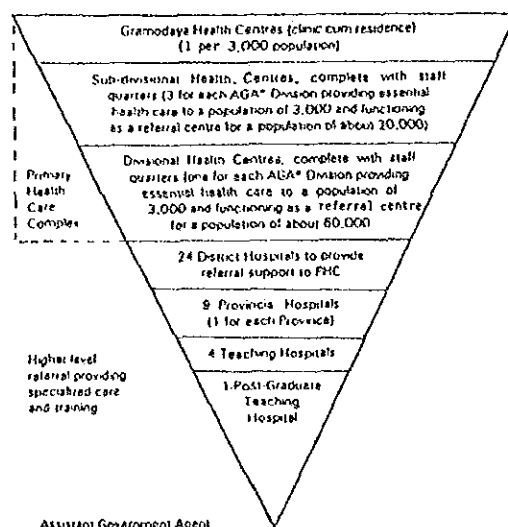 Gramodaya Health Centres (clinic cum residence)
(1 per 3,000 population)
Sub-divisional Health Centres, complete with staff
quarters (3 for each AGA* Division providing essential
health care to a population of 3,000 and functioning
as a referral centre for a population of about 20,000)
Primary
Health
Care
Complex
Divisional Health Centres, complete with staff
quarters (one for each AGA* Division providing
essential health care to a population of
3,000 and functioning as a referral centre
for a population of about 60,000
24 District Hospitals to provide
referral support to PHC
9 Provincia Hospitals
(1 for each Province)
4 Teaching Hospitals
Higher level
referral providing
specialized care
and training
1 Post-Graduate
Teaching
Hospital
Assistant Government Agent